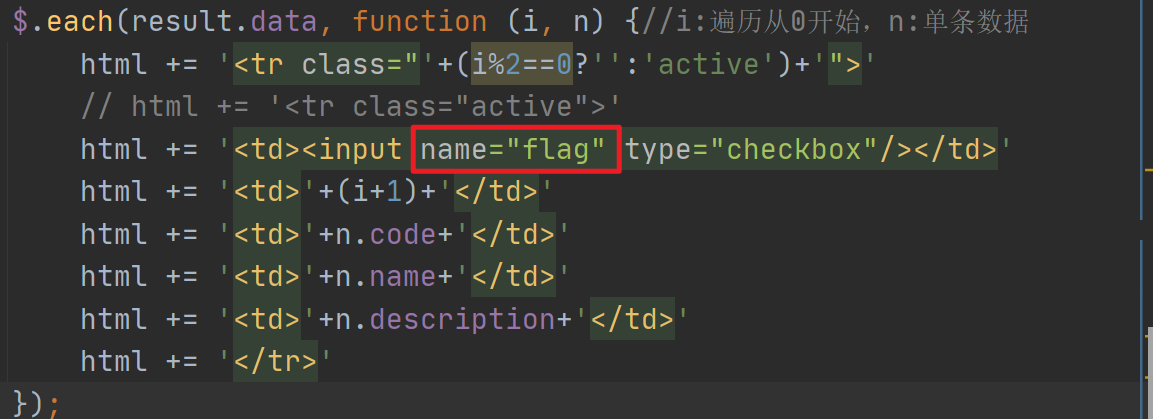 $.each(result.data, function (i, n) {//i:遍历从0开始，n:单条数据
html += '<tr class="'+(i%2==0?'':'active')+'">'
// html += '<tr class="active">'
html += '<td><input name="flag" type="checkbox"/></td>'
html += '<td>'+(i+1)+'</td>'
html += '<td>'+n.code+'</td>'
html += '<td>'+n.name+'</td>'
html += '<td>'+n.description+'</td>'
html += '</tr>'
});